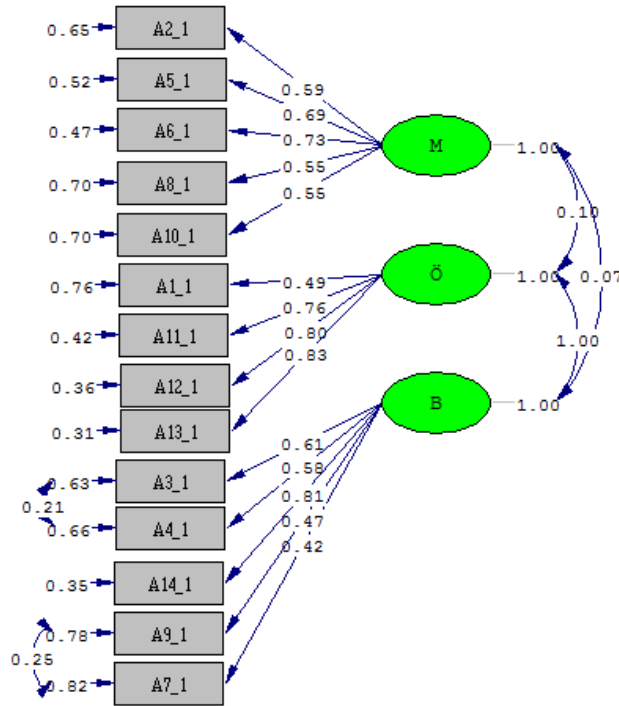 0.65 A2_1
0.59
0.52 A5_1
0.69
0.47 A6_1
0.73
M 1.00
0.70 A8_1
0.55
0.70 A10_1
0.55
0.10
0.76 A1_1
0.49
Ö 1.00 0.07
0.42 A11_1
0.76
0.80
1.00
0.36 A12_1
0.83
B 1.00
0.31 A13_1
0.61
0.63 A3_1
0.58
0.21
0.81
0.66 A4_1
0.47
0.42
0.35 A14_1
0.78 A9_1
0.25
0.82 A7_1